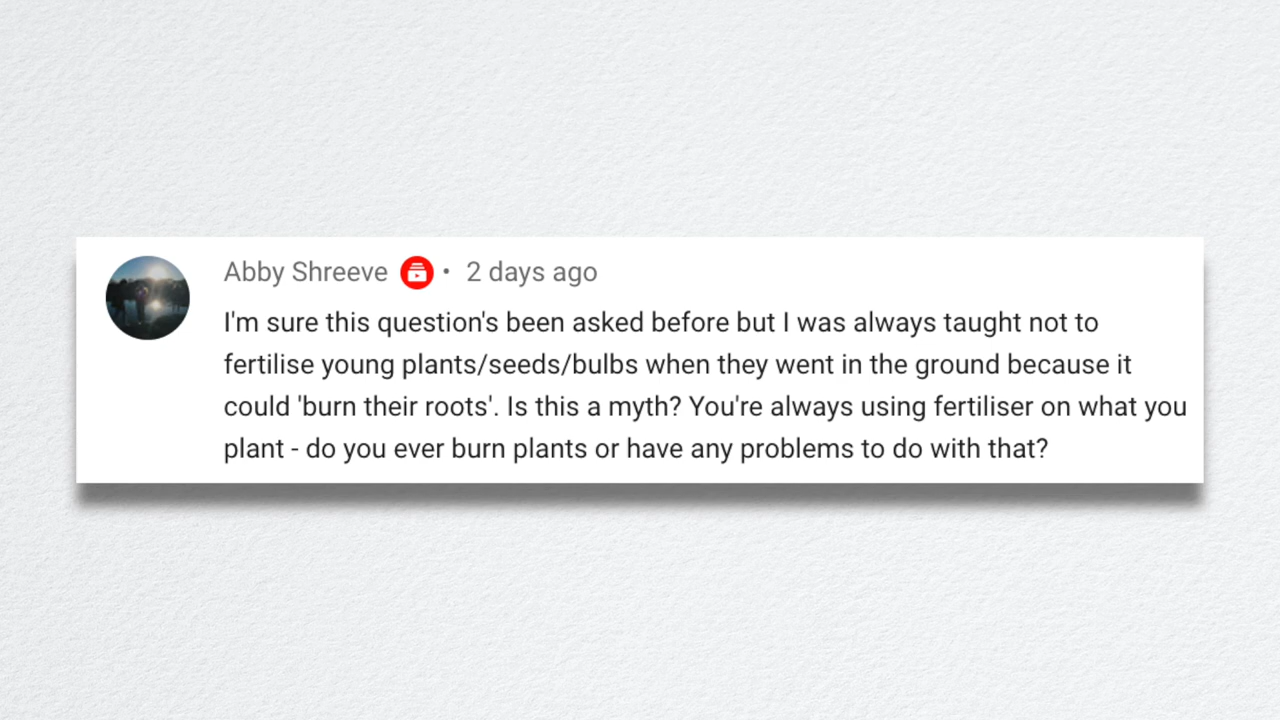 Abby Shreeve • 2 days ago
I'm sure this question's been asked before but I was always taught not to
fertilise young plants/seeds/bulbs when they went in the ground because it
could 'burn their roots'. Is this a myth? You're always using fertiliser on what you
plant - do you ever burn plants or have any problems to do with that?